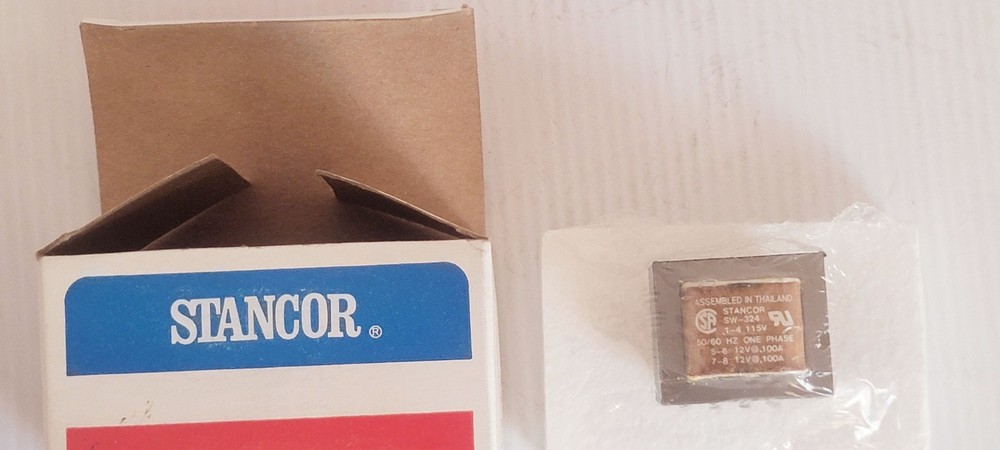 STANCOR ®
ASSEMBLED IN THAILAND
STANCOR
SW-324
1-4 115V
50/60 HZ ONE PHASE
5-6 12V@.100A
7-8 12V@.100A